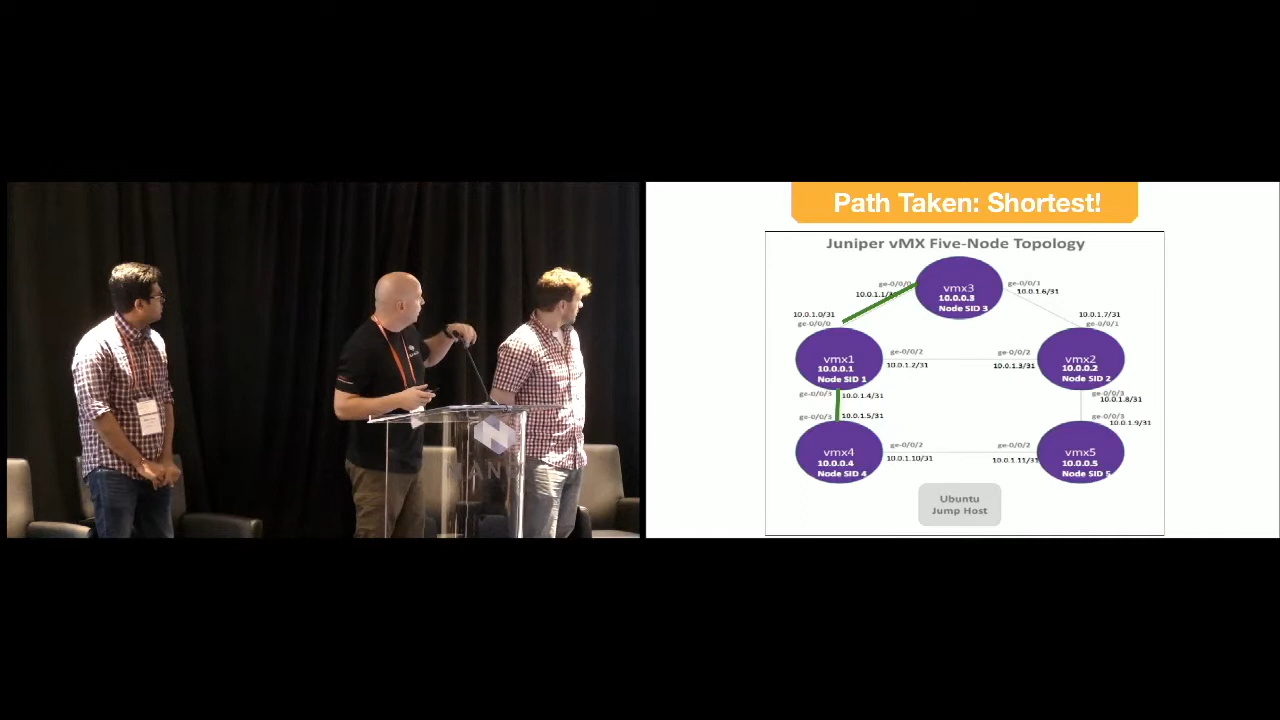 Path Taken: Shortest!
Juniper vMX Five-Node Topology
ge-0/0/0
10.0.1.1/31
vmx3
10.0.0.3
Node SID 3
ge-0/0/1
10.0.1.6/31
10.0.1.0/31
ge-0/0/0
10.0.1.7/31
ge-0/0/1
vmx1
10.0.0.1
Node SID 1
ge-0/0/2
10.0.1.2/31
ge-0/0/2
10.0.1.3/31
vmx2
10.0.0.2
Node SID 2
ge-0/0/3
10.0.1.4/31
ge-0/0/3
10.0.1.8/31
ge-0/0/3
10.0.1.5/31
ge-0/0/3
10.0.1.9/31
vmx4
10.0.0.4
Node SID 4
ge-0/0/2
10.0.1.10/31
ge-0/0/2
10.0.1.11/31
vmx5
10.0.0.5
Node SID 5
Ubuntu
Jump Host